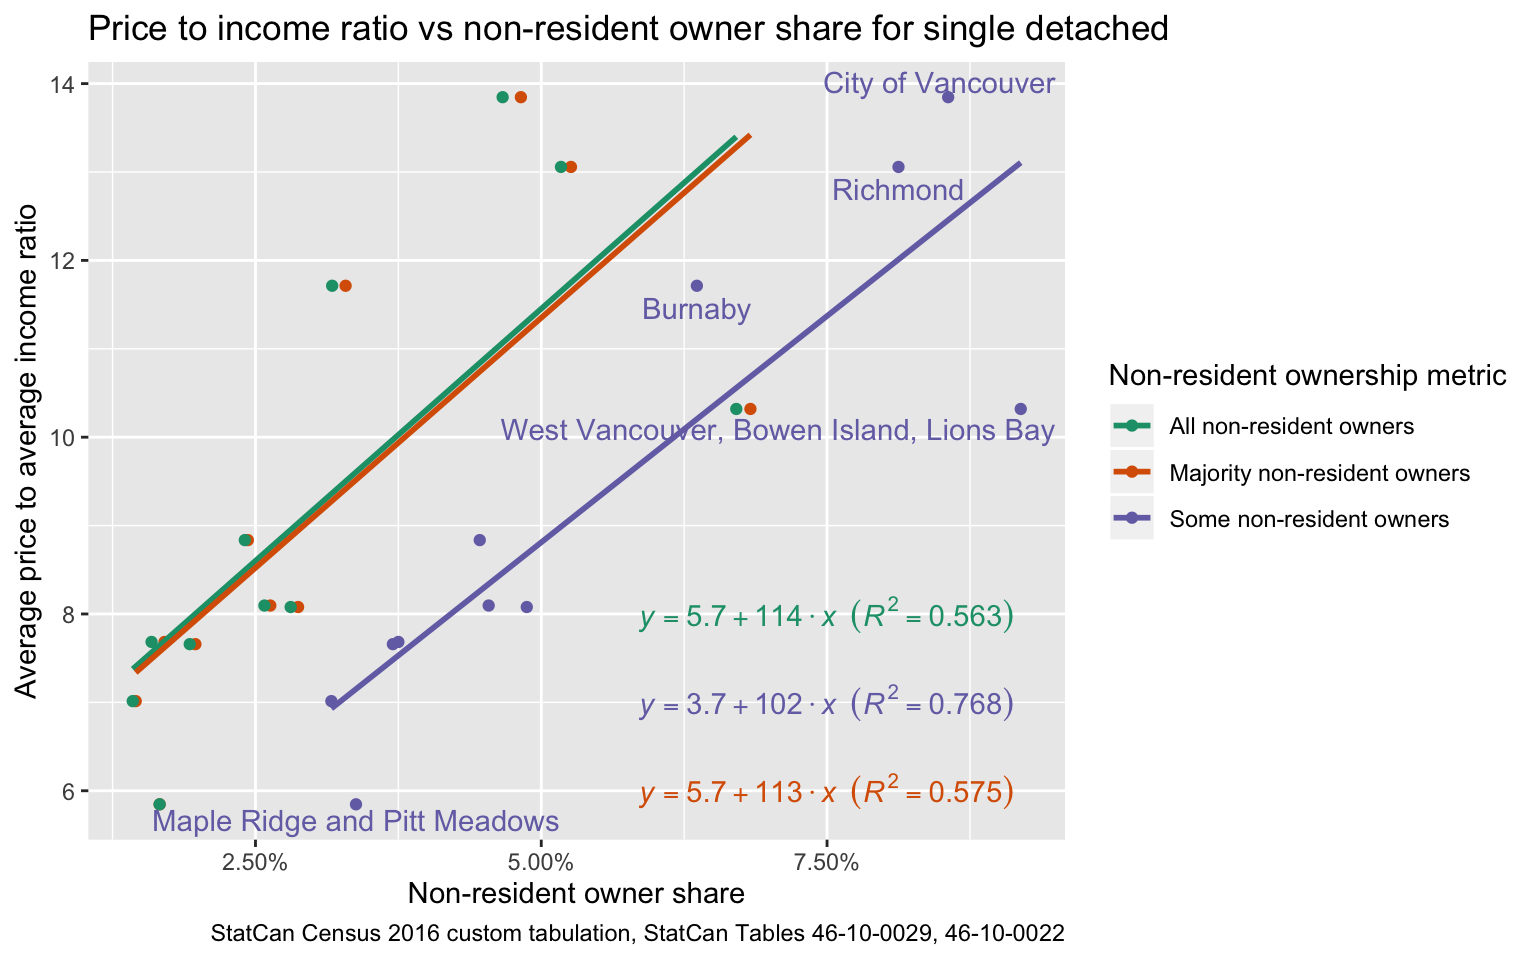 Price to income ratio vs non-resident owner share for single detached
Average price to average income ratio
14
12
10
8
6
City of Vancouver
Richmond
Burnaby
West Vancouver, Bowen Island, Lions Bay
y = 5.7 + 114 · x (R² = 0.563)
y = 3.7 + 102 · x (R² = 0.768)
y = 5.7 + 113 · x (R² = 0.575)
Maple Ridge and Pitt Meadows
2.50% 5.00% 7.50%
Non-resident owner share
Non-resident ownership metric
All non-resident owners
Majority non-resident owners
Some non-resident owners
StatCan Census 2016 custom tabulation, StatCan Tables 46-10-0029, 46-10-0022